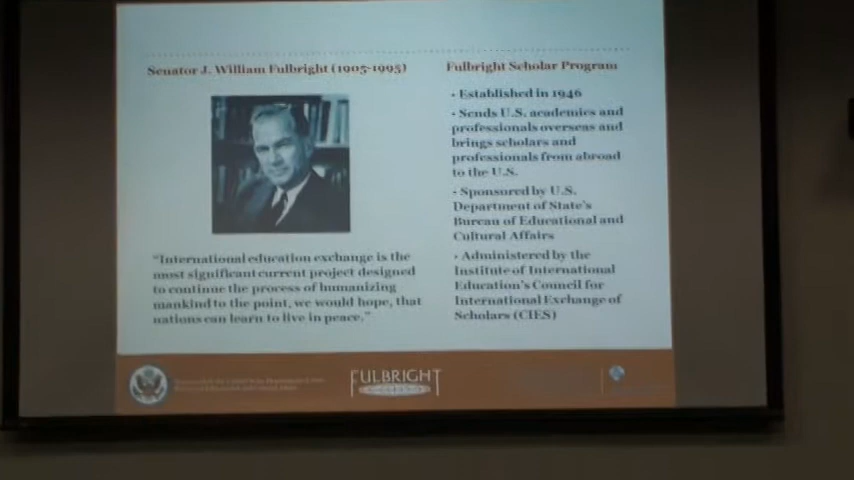 Senator J. William Fulbright (1905-1995)
"International education exchange is the
most significant current project designed
to continue the process of humanizing
mankind to the point, we would hope, that
nations can learn to live in peace."
Fulbright Scholar Program
• Established in 1946
• Sends U.S. academics and
professionals overseas and
brings scholars and
professionals from abroad
to the U.S.
• Sponsored by U.S.
Department of State's
Bureau of Educational and
Cultural Affairs
• Administered by the
Institute of International
Education's Council for
International Exchange of
Scholars (CIES)
FULBRIGHT